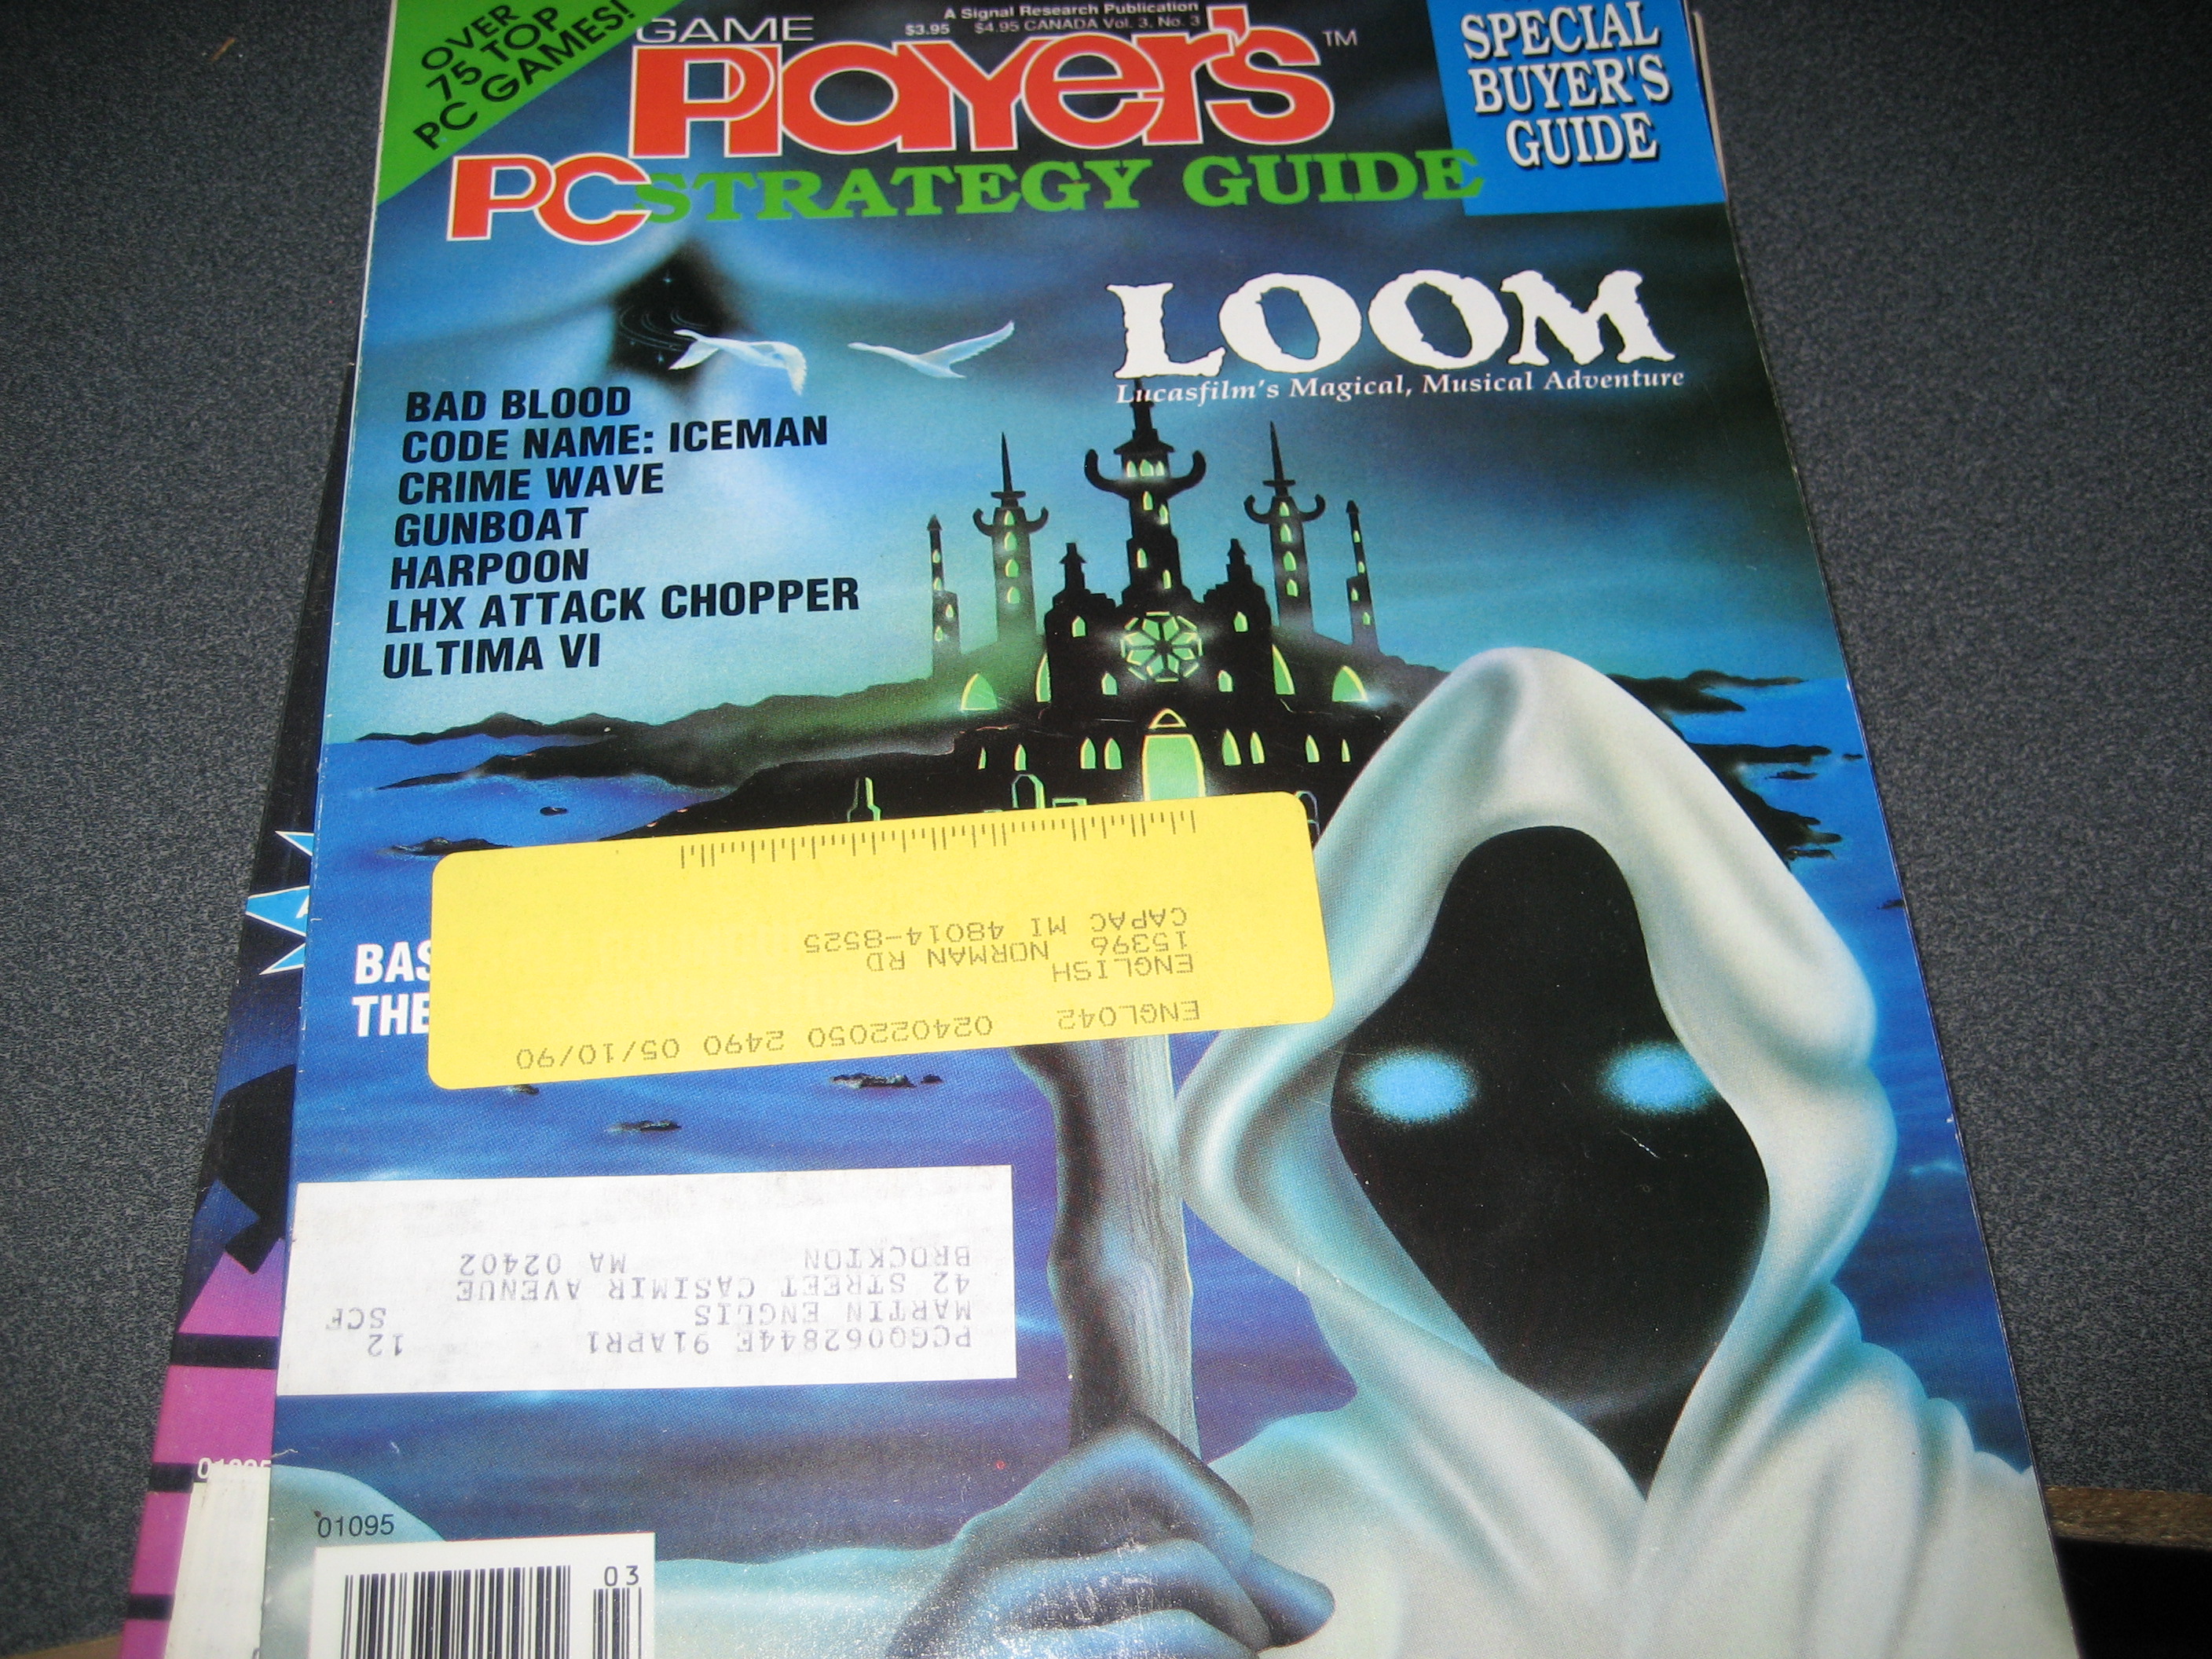 OVER
75 TOP
PC GAMES!
A Signal Research Publication
$3.95 $4.95 CANADA Vol. 3, No. 3
GAME
Player's™
PC STRATEGY GUIDE
SPECIAL
BUYER'S
GUIDE
LOOM
Lucasfilm's Magical, Musical Adventure
BAD BLOOD
CODE NAME: ICEMAN
CRIME WAVE
GUNBOAT
HARPOON
LHX ATTACK CHOPPER
ULTIMA VI
BAS
THE
ENGL042 024022050 2490 05/10/90
ENGLISH
15396 NORMAN RD
CAPAC MI 48014-8525
PCGQ062844E 91APR1 12
MARTIN ENGLIS SCF
42 STREET CASIMIR AVENUE
BROCKTON MA 02402
01095
03